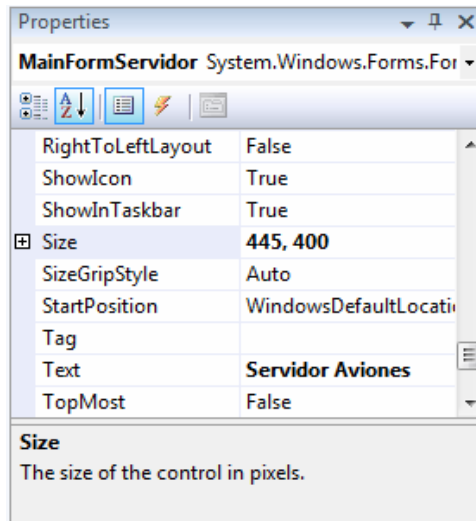 Properties
MainFormServidor System.Windows.Forms.For
RightToLeftLayout False
ShowIcon True
ShowInTaskbar True
Size 445, 400
SizeGripStyle Auto
StartPosition WindowsDefaultLocati
Tag
Text Servidor Aviones
TopMost False
Size
The size of the control in pixels.